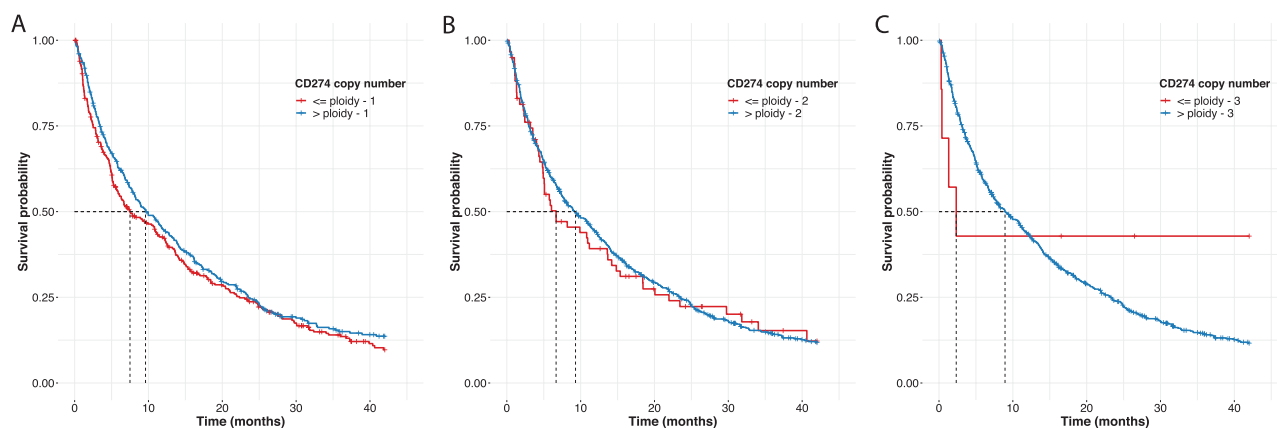 A
CD274 copy number
<= ploidy - 1
> ploidy - 1
Survival probability
1.00
0.75
0.50
0.25
0.00
0 10 20 30 40
Time (months)
B
CD274 copy number
<= ploidy - 2
> ploidy - 2
Survival probability
1.00
0.75
0.50
0.25
0.00
0 10 20 30 40
Time (months)
C
CD274 copy number
<= ploidy - 3
> ploidy - 3
Survival probability
1.00
0.75
0.50
0.25
0.00
0 10 20 30 40
Time (months)